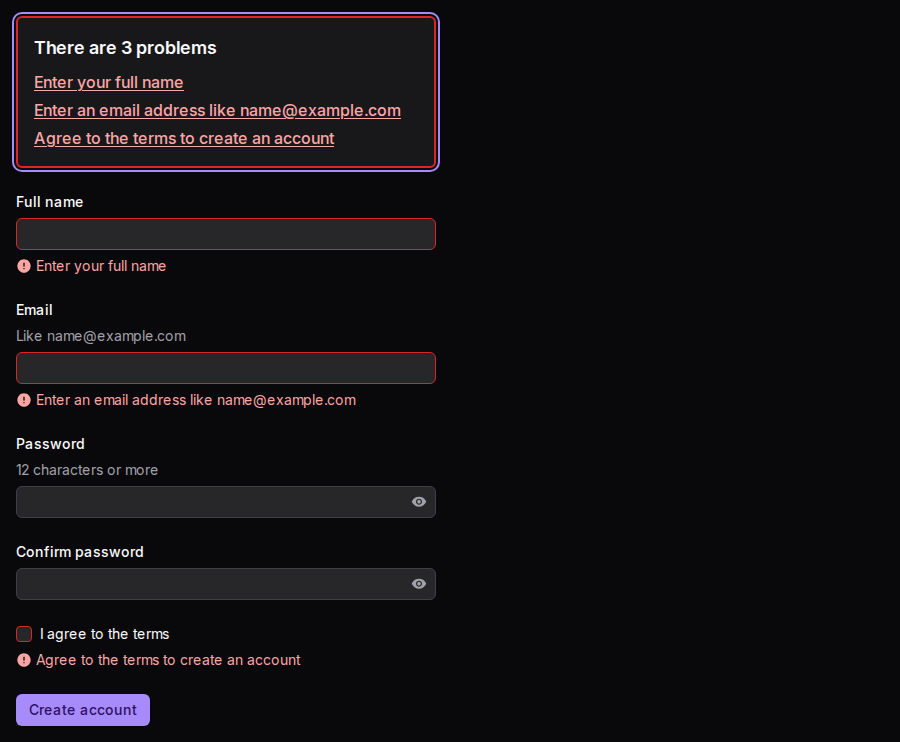 There are 3 problems
Enter your full name
Enter an email address like name@example.com
Agree to the terms to create an account
Full name
Enter your full name
Email
Like name@example.com
Enter an email address like name@example.com
Password
12 characters or more
Confirm password
I agree to the terms
Agree to the terms to create an account
Create account